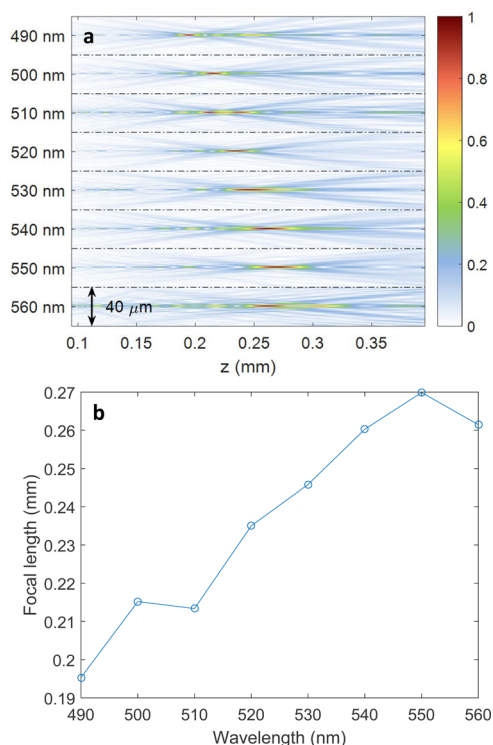 a
490 nm
500 nm
510 nm
520 nm
530 nm
540 nm
550 nm
560 nm
40 μm
0.1
0.15
0.2
0.25
0.3
0.35
z (mm)
1
0.8
0.6
0.4
0.2
0
b
0.27
0.26
0.25
0.24
0.23
0.22
0.21
0.2
0.19
Focal length (mm)
490
500
510
520
530
540
550
560
Wavelength (nm)